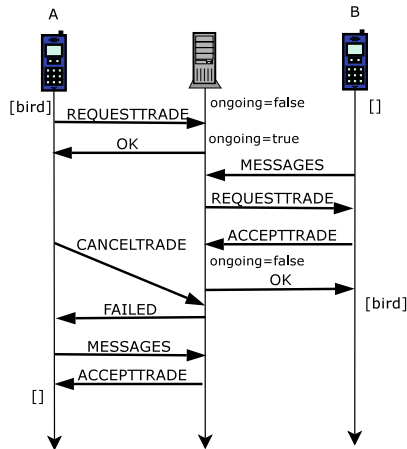 A
B
[bird]
ongoing=false
[]
REQUESTTRADE
ongoing=true
OK
MESSAGES
REQUESTTRADE
CANCELTRADE
ACCEPTTRADE
ongoing=false
OK
[bird]
FAILED
MESSAGES
ACCEPTTRADE
[]